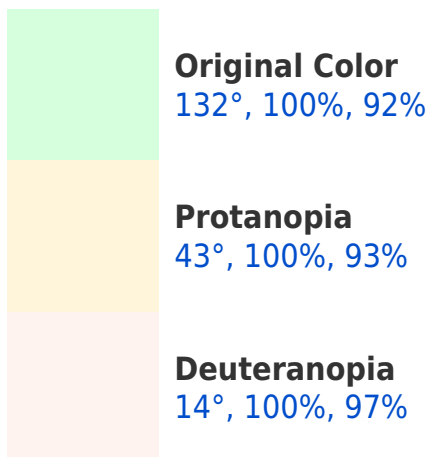 Original Color
132°, 100%, 92%
Protanopia
43°, 100%, 93%
Deuteranopia
14°, 100%, 97%